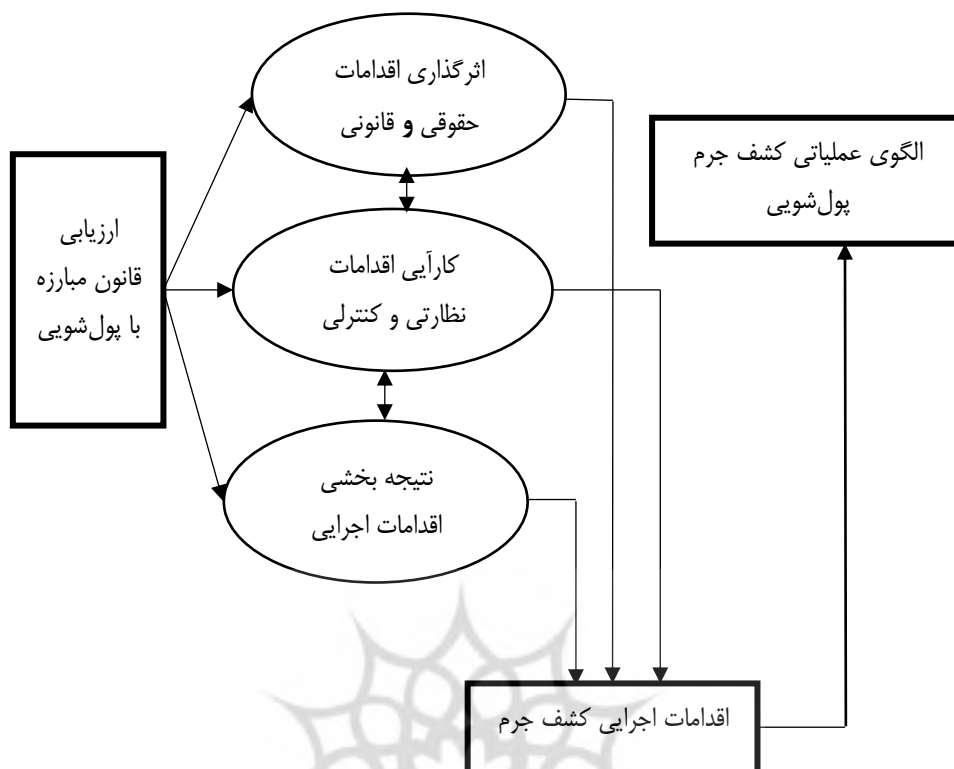 اثرگذاری اقدامات
حقوقی و قانونی
الگوی عملیاتی کشف جرم
پول‌شویی
ارزیابی
قانون مبارزه
با پول‌شویی
کارآیی اقدامات
نظارتی و کنترلی
نتیجه بخشی
اقدامات اجرایی
اقدامات اجرایی کشف جرم